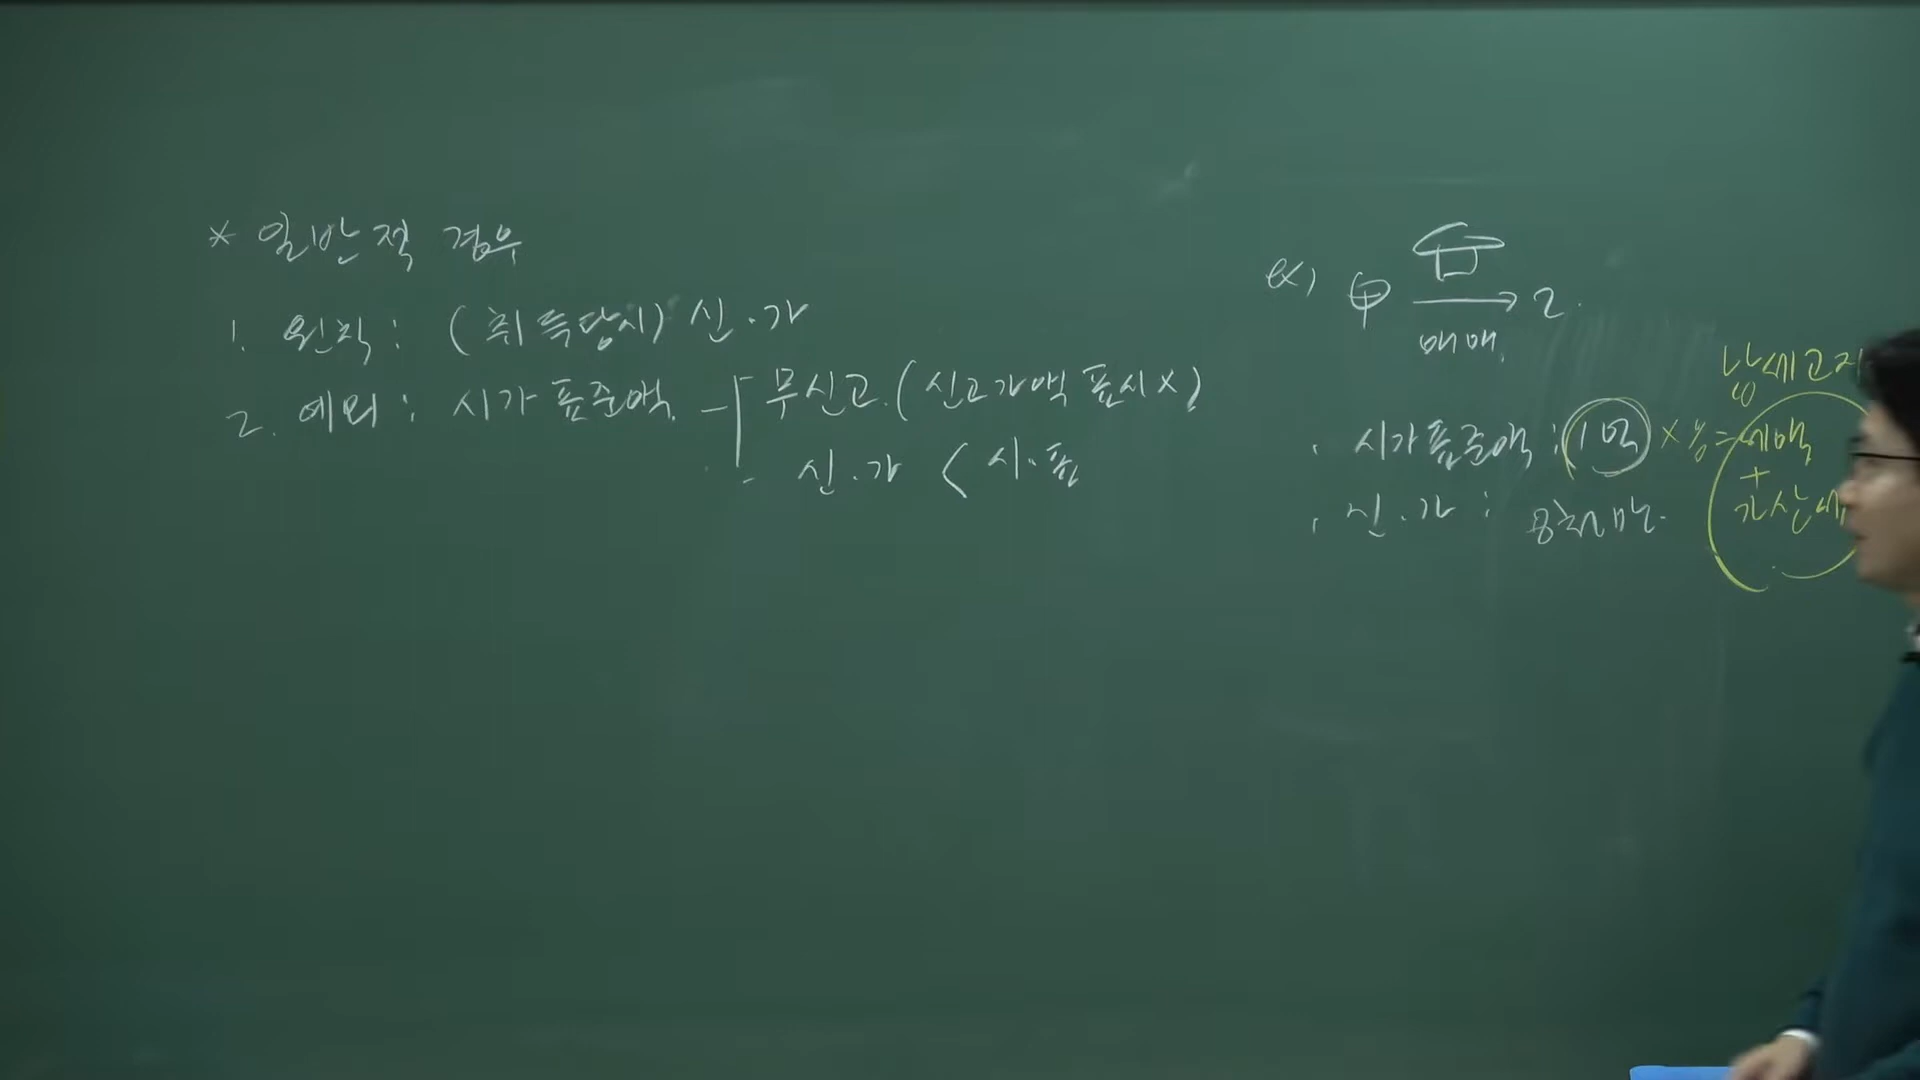 * 일반적 경우
1. 원칙 : (취득당시) 신.가
2. 예외 : 시가표준액 - 무신고.(신고가액 표시 x)
- 신.가 < 시.표
ex) 甲 → 乙.
매매.
납세고지
· 시가표준액 : 1억 x % = 세액
+
가산세
· 신.가 : 8천만.